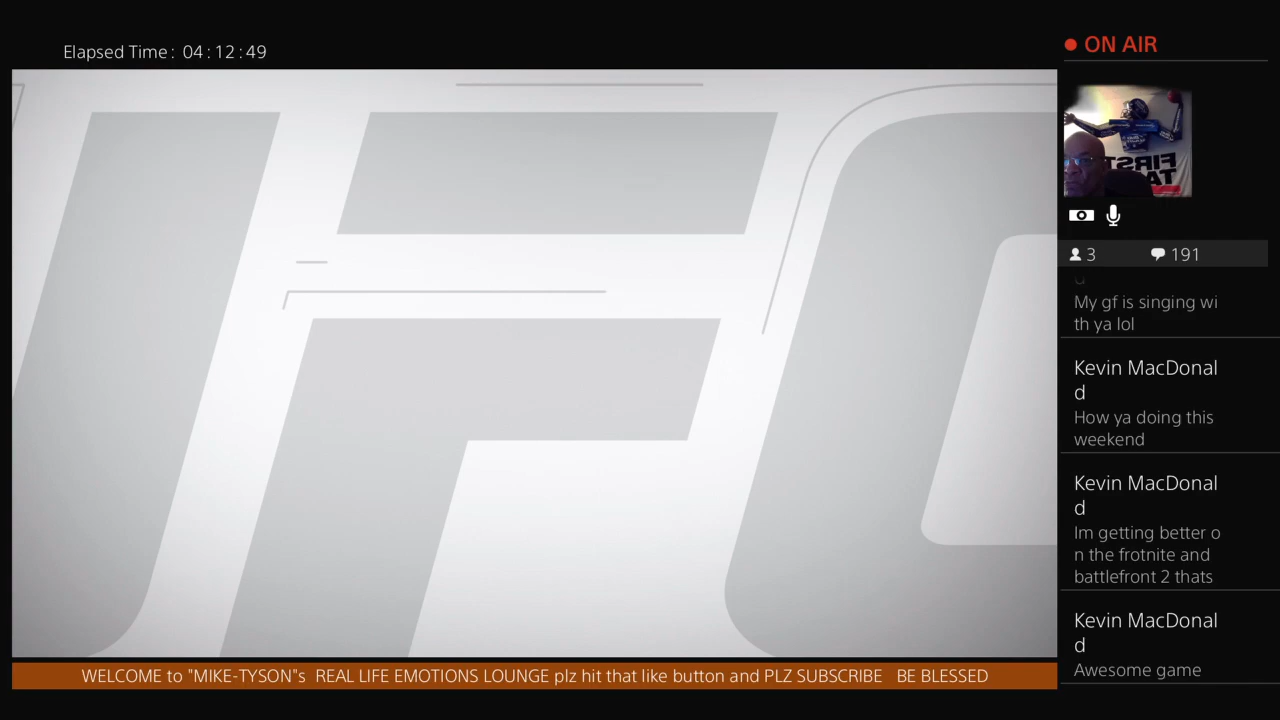 Elapsed Time: 04:12:49
ON AIR
UFC
FIRST
TA
3
191
My gf is singing wi
th ya lol
Kevin MacDonal
d
How ya doing this
weekend
Kevin MacDonal
d
Im getting better o
n the frotnite and
battlefront 2 thats
Kevin MacDonal
d
Awesome game
WELCOME to "MIKE-TYSON"s REAL LIFE EMOTIONS LOUNGE plz hit that like button and PLZ SUBSCRIBE BE BLESSED